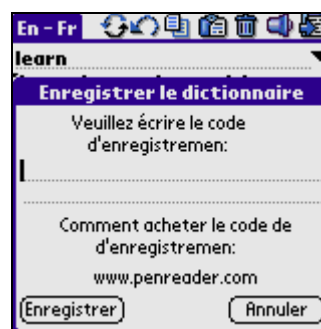 En - Fr
learn
Enregistrer le dictionnaire
Veuillez écrire le code
d'enregistremen:
Comment acheter le code de
d'enregistremen:
www.penreader.com
Enregistrer
Annuler